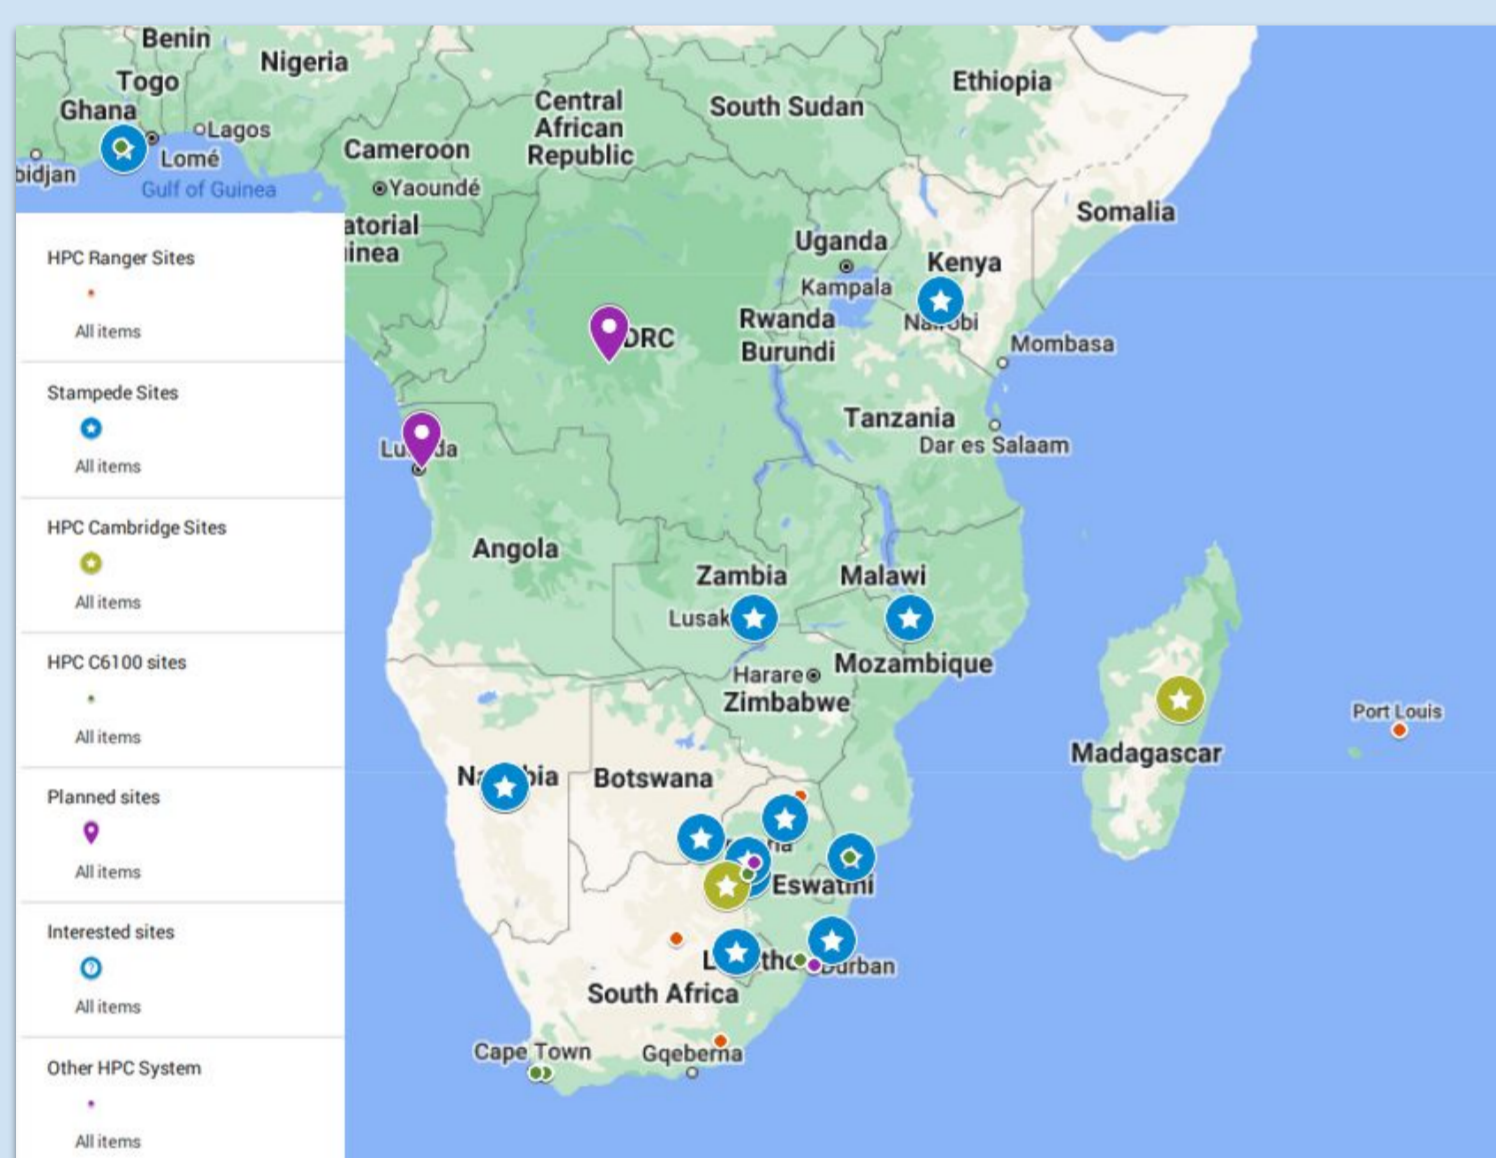 Benin
Nigeria
Togo
Ghana
Lagos
Lomé
bidjan
Gulf of Guinea
Ethiopia
South Sudan
Central
African
Republic
Cameroon
Yaoundé
atorial
inea
Somalia
Uganda
Kampala
Kenya
Rwanda
Burundi
DRC
Mombasa
Tanzania
Dar es Salaam
Angola
Zambia
Malawi
Lusak
Harare
Mozambique
Zimbabwe
Port Louis
Madagascar
Botswana
Eswatini
Durban
South Africa
Cape Town
Gqeberha
HPC Ranger Sites
All items
Stampede Sites
All items
HPC Cambridge Sites
All items
HPC C6100 sites
All items
Planned sites
All items
Interested sites
All items
Other HPC System
All items